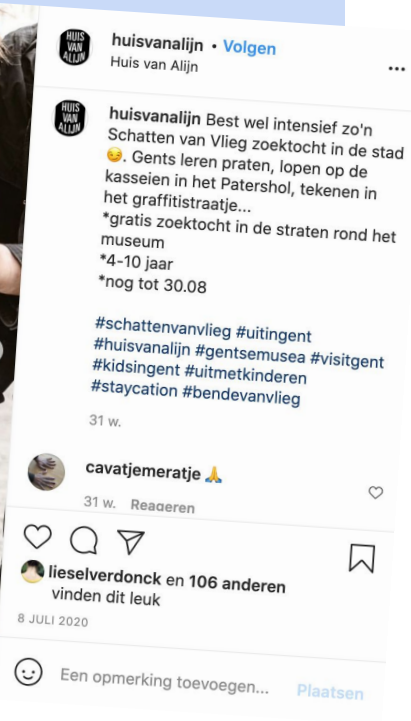 HUIS
VAN
ALIJN
huisvanalijn • Volgen
Huis van Alijn
HUIS
VAN
ALIJN
huisvanalijn Best wel intensief zo'n
Schatten van Vlieg zoektocht in de stad
😏. Gents leren praten, lopen op de
kasseien in het Patershol, tekenen in
het graffitistraatje...
*gratis zoektocht in de straten rond het
museum
*4-10 jaar
*nog tot 30.08
#schattenvanvlieg #uitingent
#huisvanalijn #gentsemusea #visitgent
#kidsingent #uitmetkinderen
#staycation #bendevanvlieg
31 w.
cavatjemeratje 🙏
31 w. Reageren
lieselverdonck en 106 anderen
vinden dit leuk
8 JULI 2020
Een opmerking toevoegen... Plaatsen